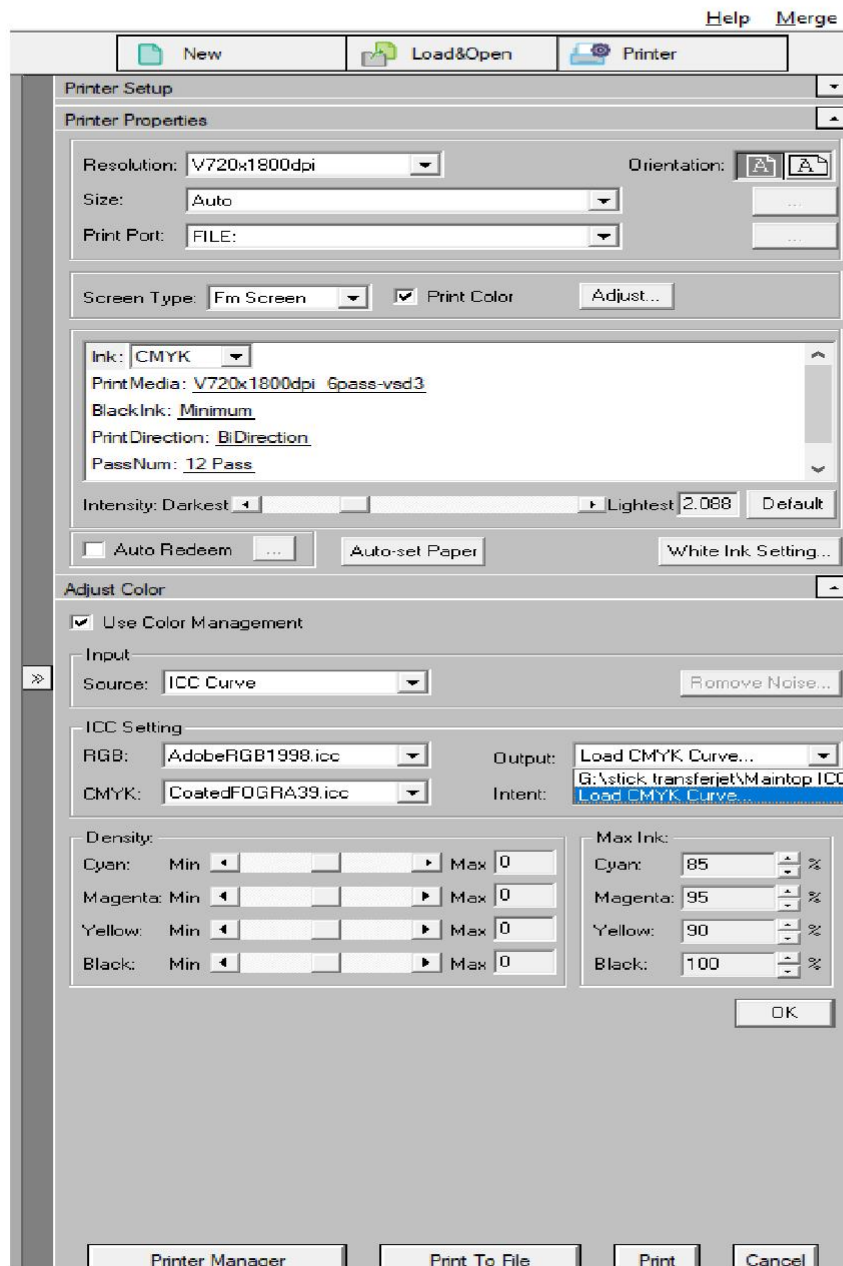 Help Merge
New Load&Open Printer
Printer Setup
Printer Properties
Resolution: V720x1800dpi Orientation: A A
Size: Auto ...
Print Port: FILE: ...
Screen Type: Fm Screen Print Color Adjust...
Ink: CMYK
PrintMedia: V720x1800dpi 6pass-vsd3
BlackInk: Minimum
PrintDirection: BiDirection
PassNum: 12 Pass
Intensity: Darkest Lightest 2.088 Default
Auto Redeem ... Auto-set Paper White Ink Setting...
Adjust Color
Use Color Management
Input
Source: ICC Curve Romove Noise...
ICC Setting
RGB: AdobeRGB1998.icc Output: Load CMYK Curve...
G:\stick transferjet\Maintop ICC
CMYK: CoatedFOGRA39.icc Intent: Load CMYK Curve...
Density: Max Ink:
Cyan: Min Max 0 Cyan: 85 %
Magenta: Min Max 0 Magenta: 95 %
Yellow: Min Max 0 Yellow: 90 %
Black: Min Max 0 Black: 100 %
OK
Printer Manager Print To File Print Cancel